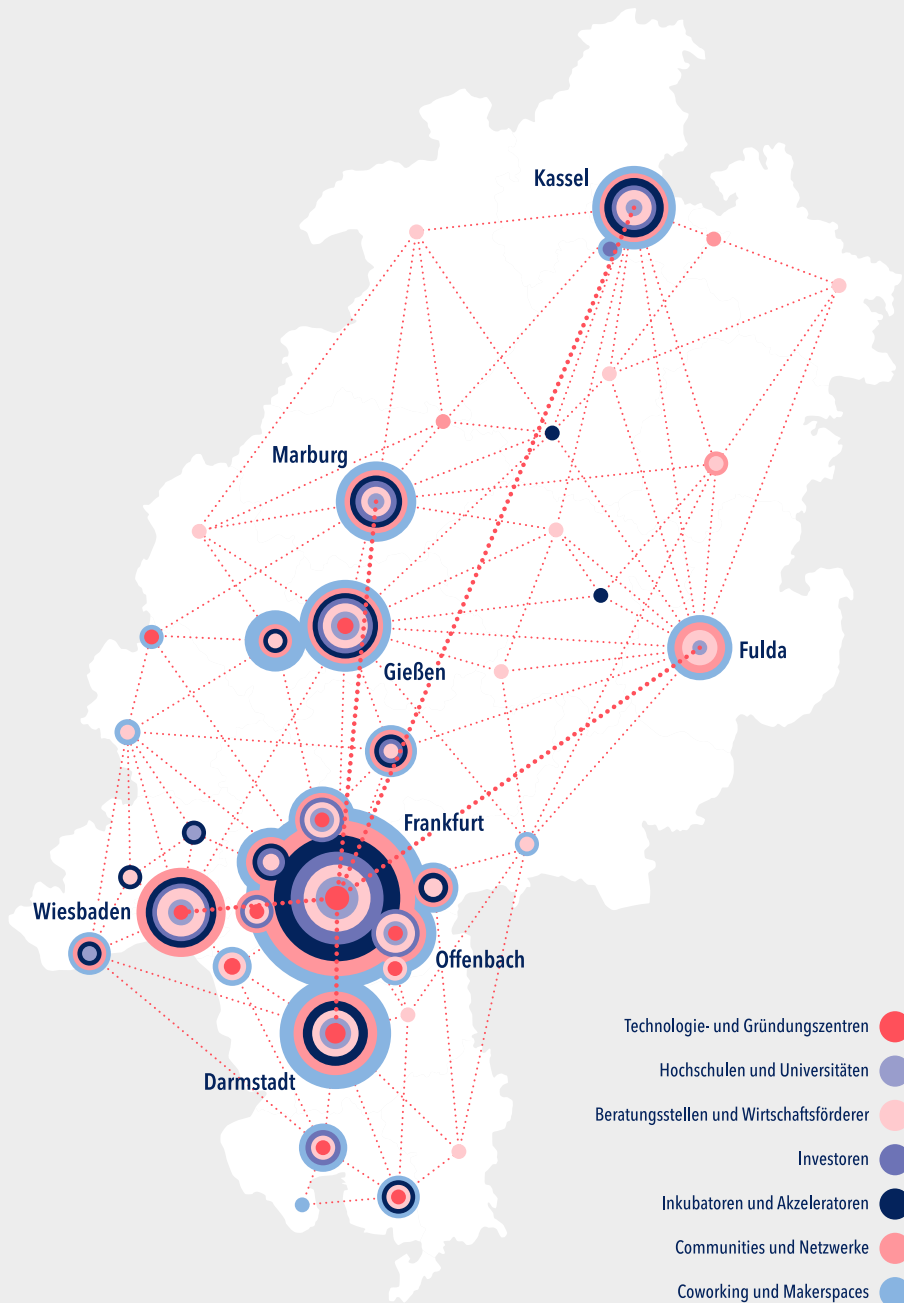 Kassel
Marburg
Gießen
Fulda
Frankfurt
Wiesbaden
Offenbach
Darmstadt
Technologie- und Gründungszentren
Hochschulen und Universitäten
Beratungsstellen und Wirtschaftsförderer
Investoren
Inkubatoren und Akzeleratoren
Communities und Netzwerke
Coworking und Makerspaces